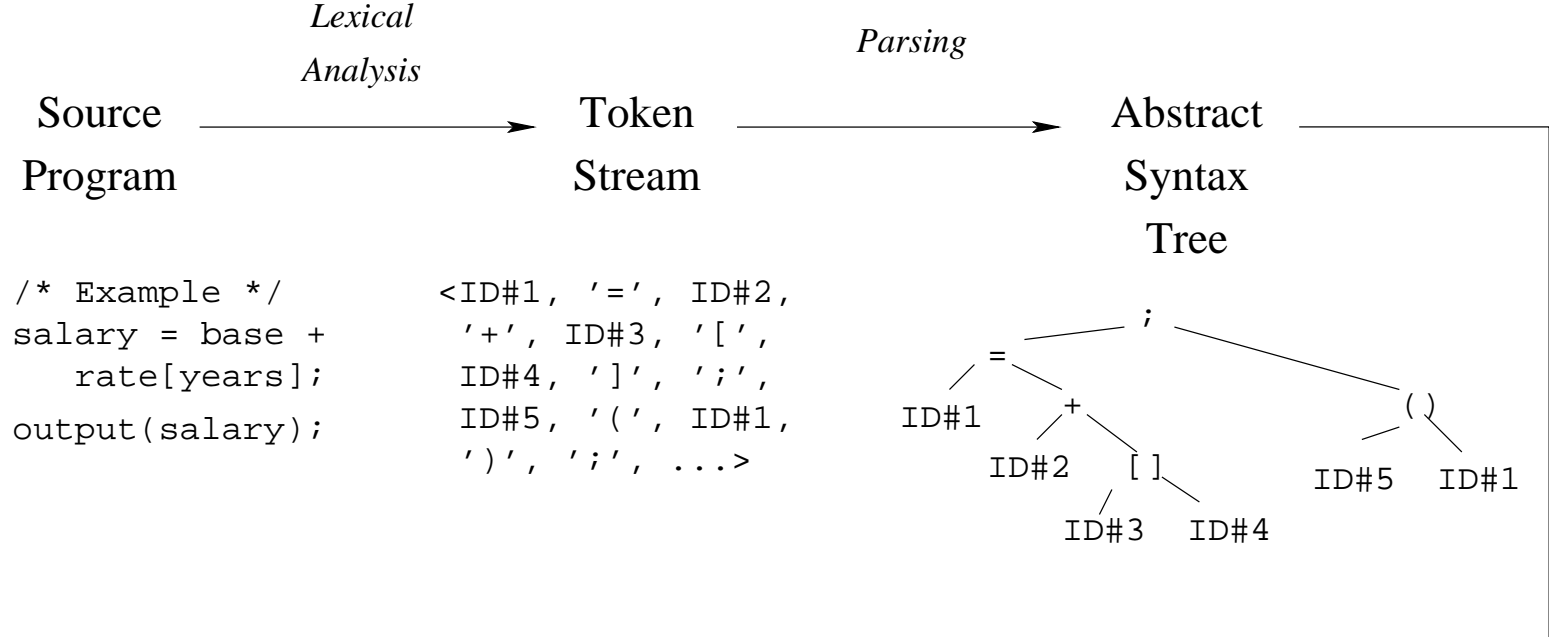 Lexical
Analysis
Parsing
Source
Program
Token
Stream
Abstract
Syntax
Tree
/* Example */
salary = base +
rate[years];
output(salary);
<ID#1, '=', ID#2,
'+', ID#3, '[',
ID#4, ']', ';',
ID#5, '(', ID#1,
')', ';', ...>
;
=
ID#1
+
()
ID#2
[]
ID#5
ID#1
ID#3
ID#4